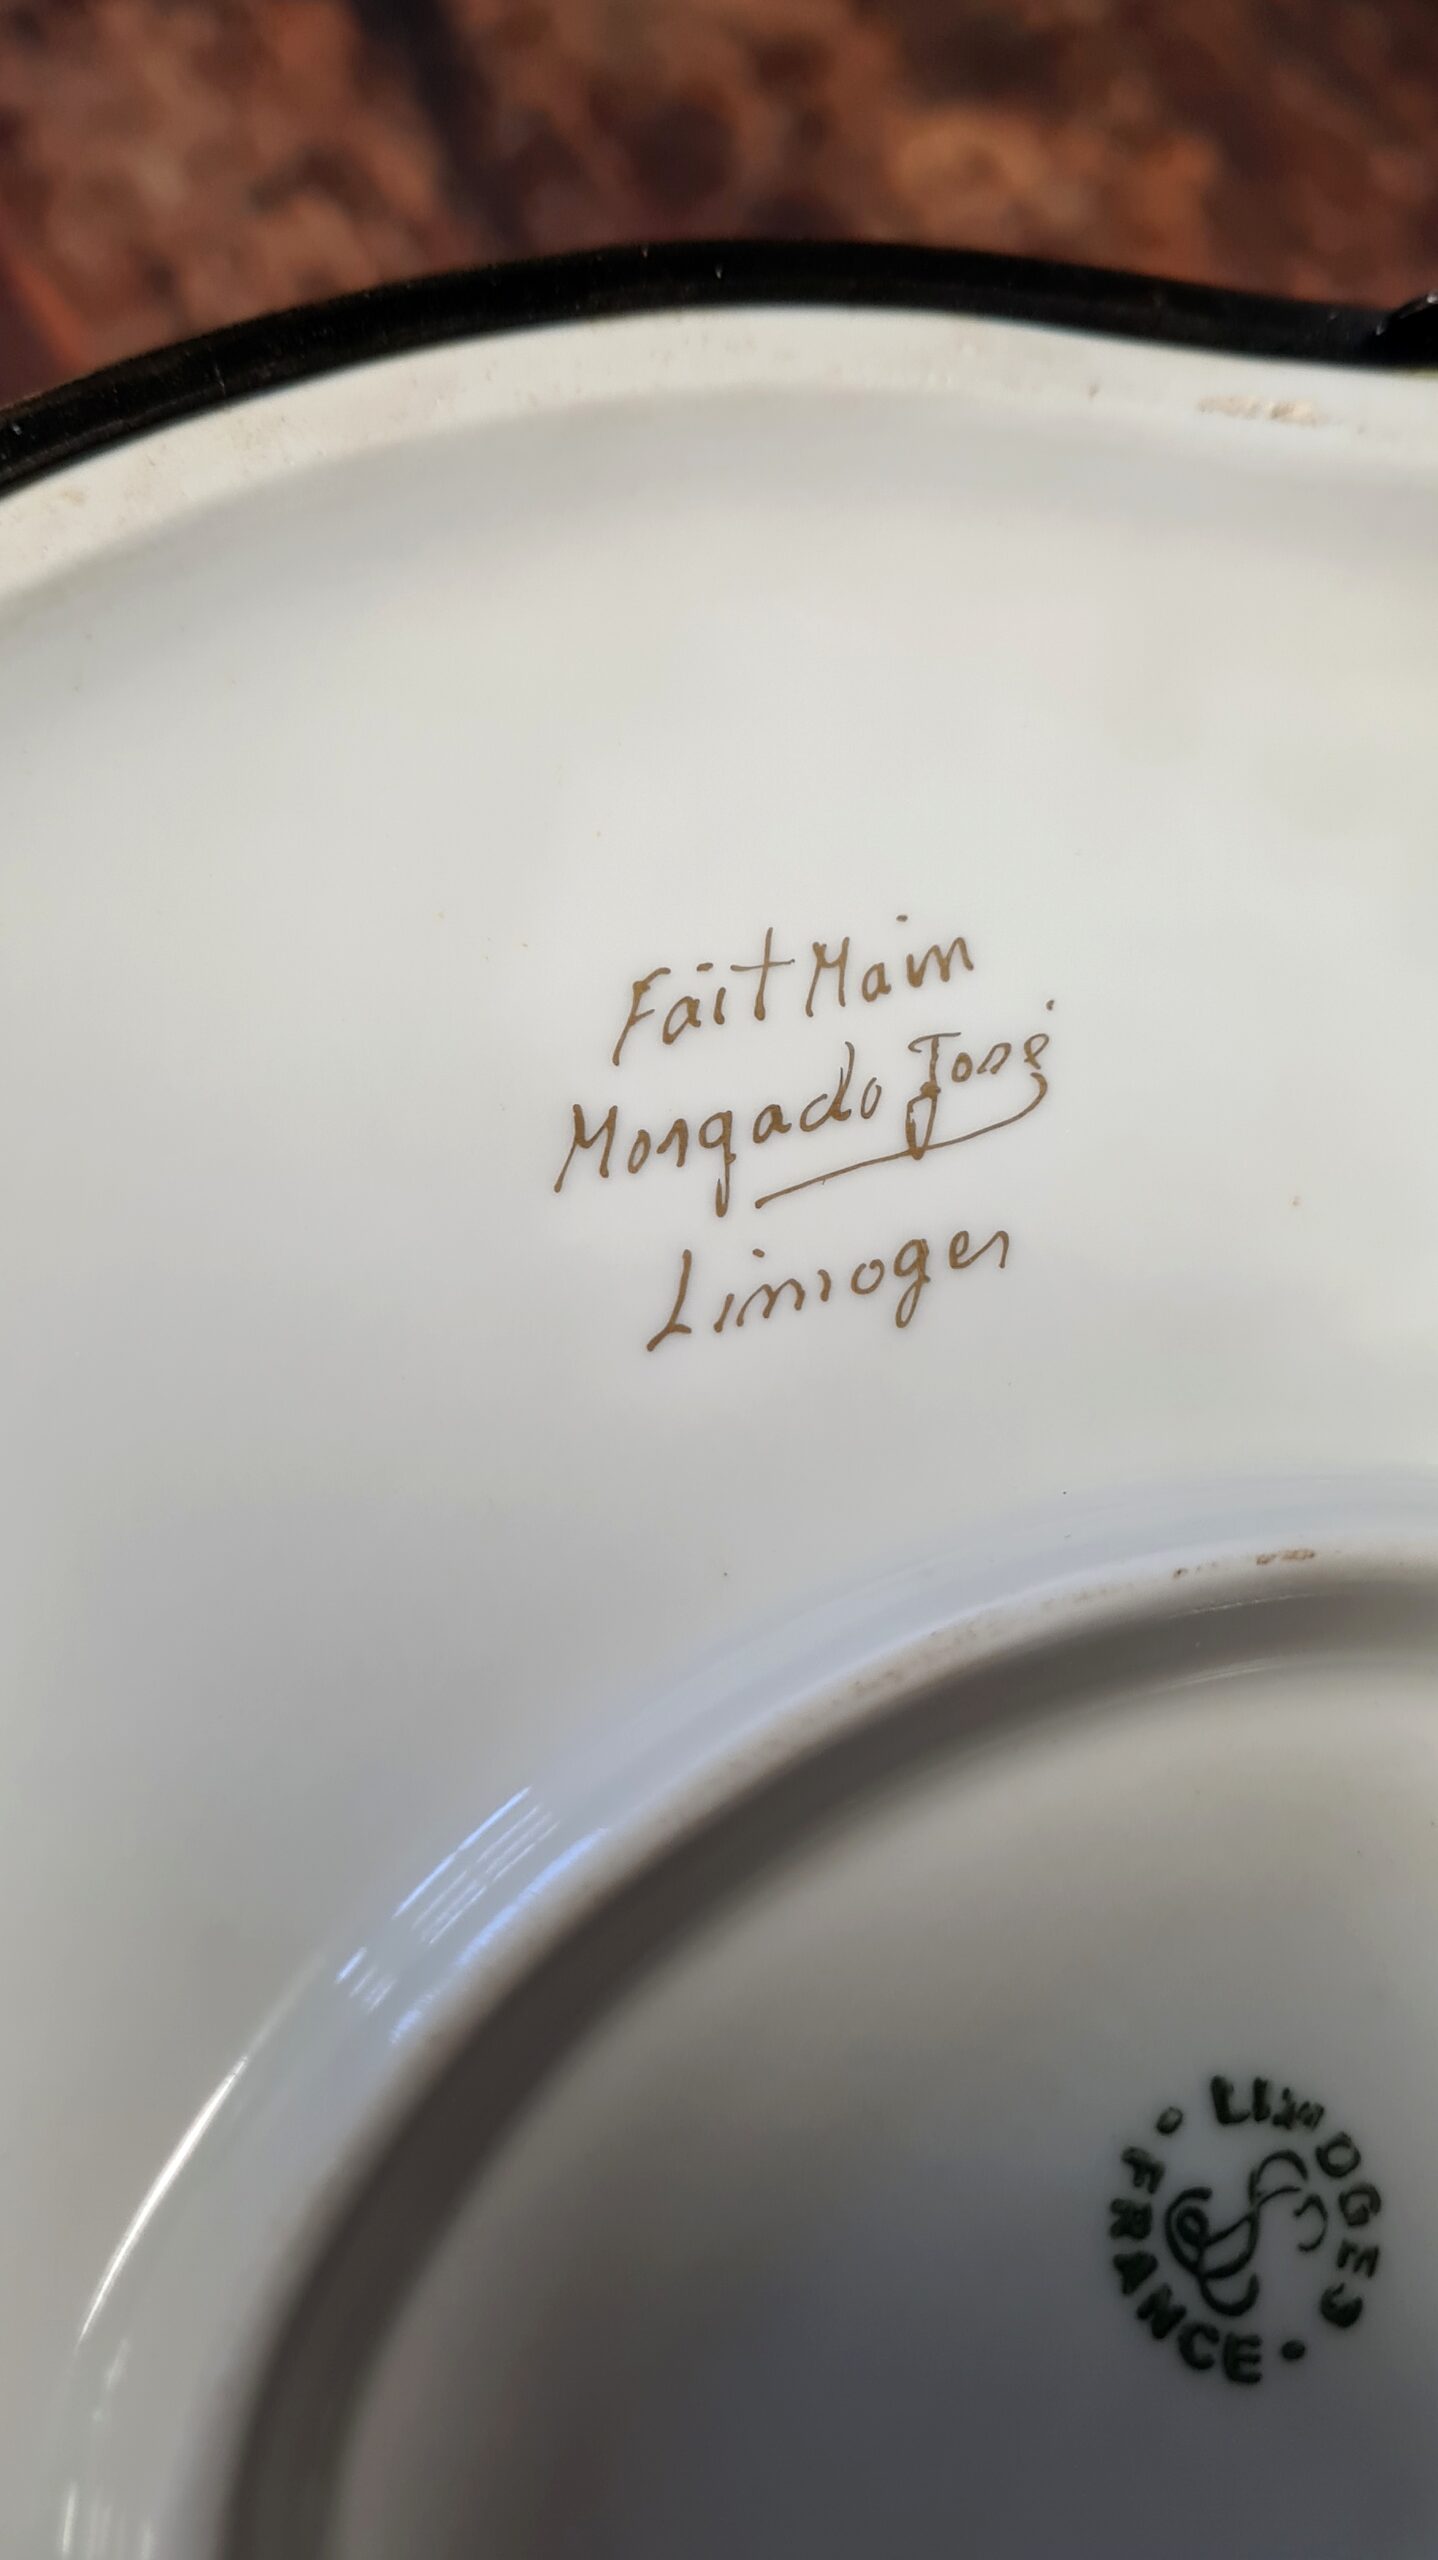 Fait Main
Morgado José
Limoges
LIMOGES
FRANCE